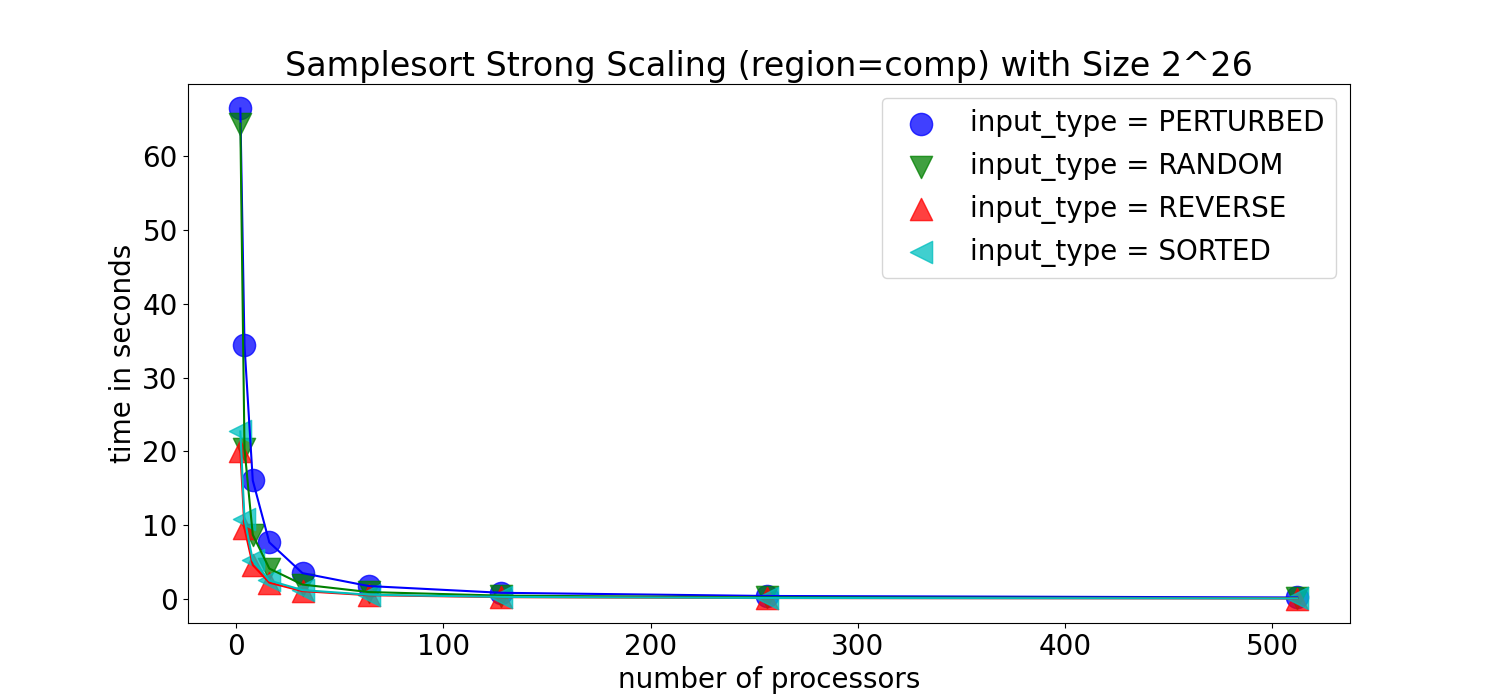 Samplesort Strong Scaling (region=comp) with Size 2^26
input_type = PERTURBED
input_type = RANDOM
input_type = REVERSE
input_type = SORTED
time in seconds
60
50
40
30
20
10
0
0 100 200 300 400 500
number of processors